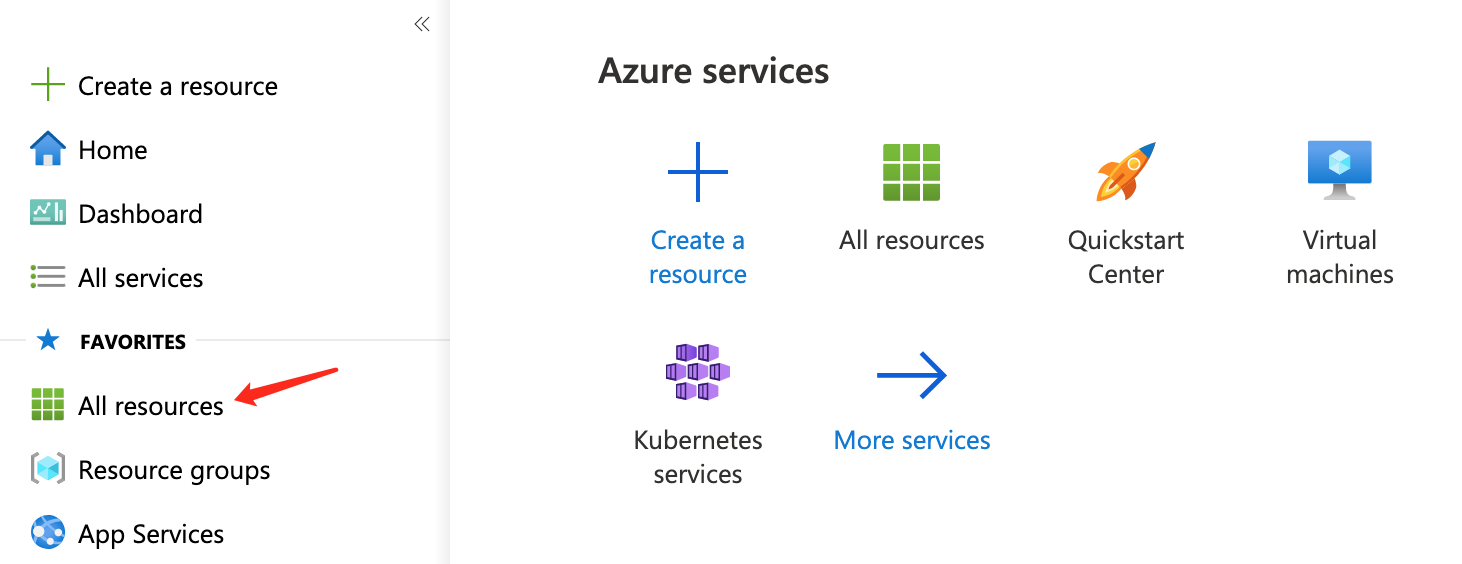 Create a resource
Home
Dashboard
All services
FAVORITES
All resources
Resource groups
App Services
Azure services
Create a
resource
All resources
Quickstart
Center
Virtual
machines
Kubernetes
services
More services